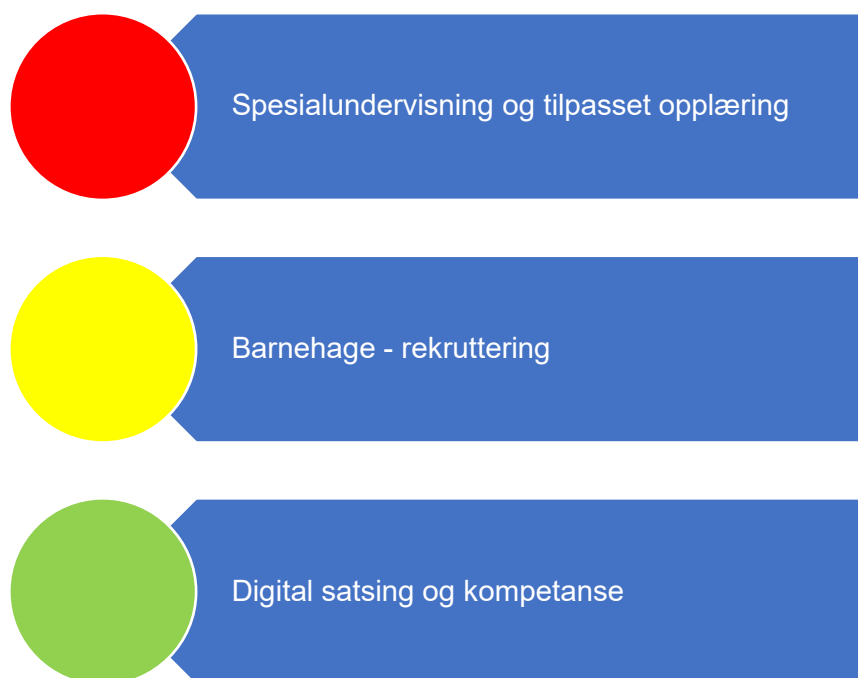 Spesialundervisning og tilpasset opplæring
Barnehage - rekruttering
Digital satsing og kompetanse